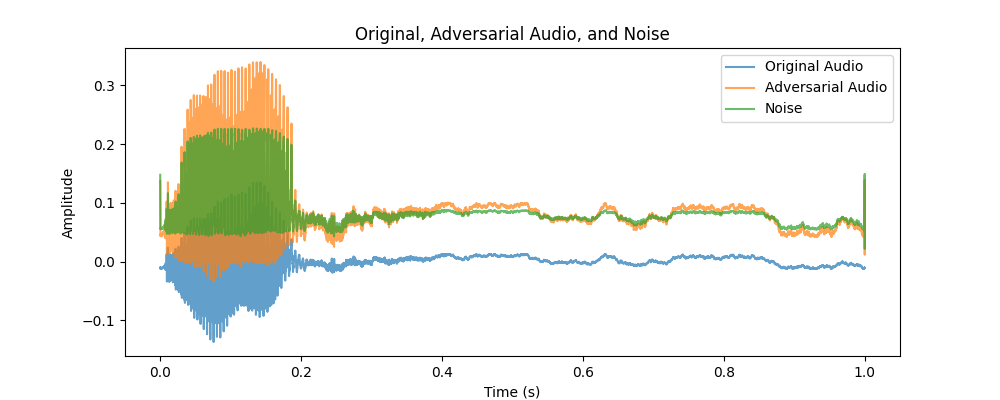 Original, Adversarial Audio, and Noise
Original Audio
Adversarial Audio
Noise
Amplitude
0.3
0.2
0.1
0.0
−0.1
0.0 0.2 0.4 0.6 0.8 1.0
Time (s)